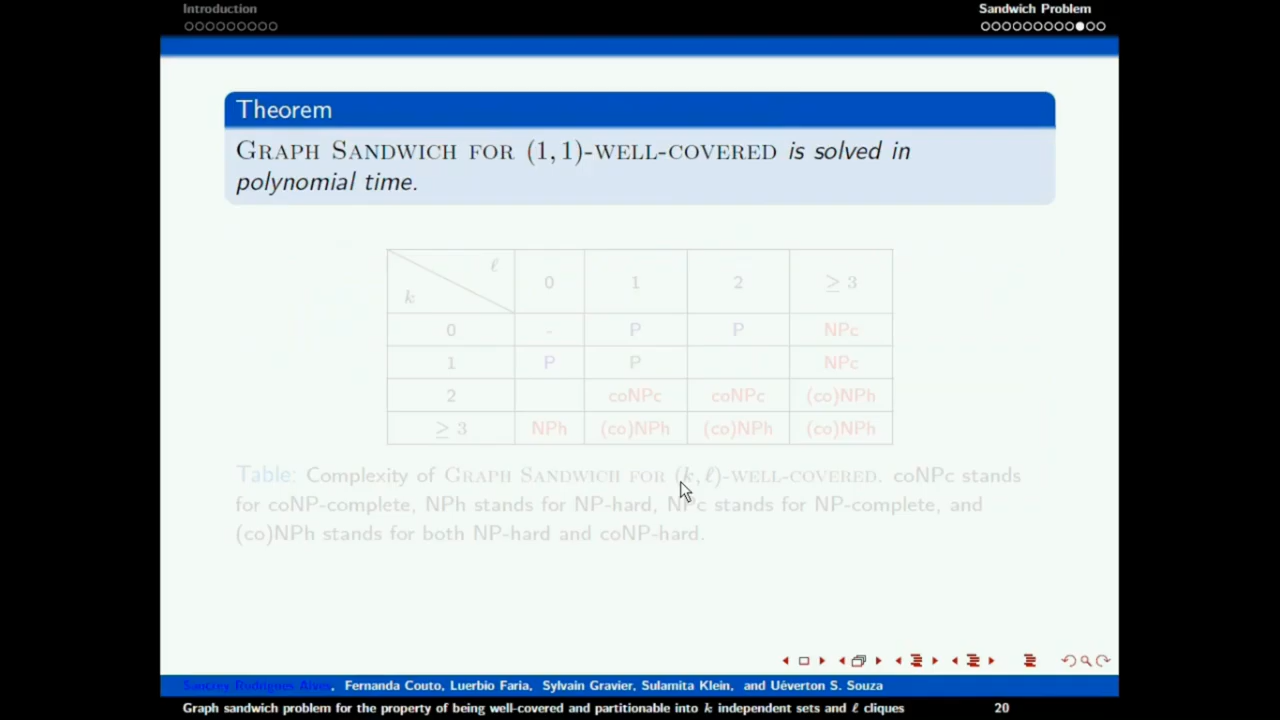 Introduction
Sandwich Problem
Theorem
GRAPH SANDWICH FOR (1, 1)-WELL-COVERED is solved in
polynomial time.
ℓ
k
0 1 2 ≥ 3
0 - P P NPc
1 P P NPc
2 coNPc coNPc (co)NPh
≥ 3 NPh (co)NPh (co)NPh (co)NPh
Table: Complexity of GRAPH SANDWICH FOR (k, ℓ)-WELL-COVERED. coNPc stands
for coNP-complete, NPh stands for NP-hard, NPc stands for NP-complete, and
(co)NPh stands for both NP-hard and coNP-hard.
Sancrey Rodrigues Alves, Fernanda Couto, Luerbio Faria, Sylvain Gravier, Sulamita Klein, and Uéverton S. Souza
Graph sandwich problem for the property of being well-covered and partitionable into k independent sets and ℓ cliques 20